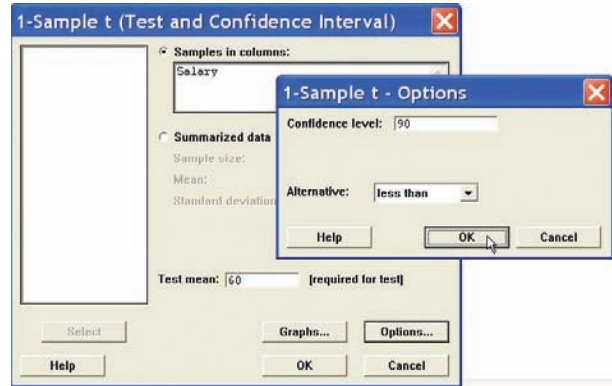 1-Sample t (Test and Confidence Interval)
Samples in columns:
Salary
Summarized data
Sample size:
Mean:
Standard deviation
Test mean: 60 [required for test]
Select
Graphs...
Options...
Help
OK
Cancel
1-Sample t - Options
Confidence level: 90
Alternative: less than
Help
OK
Cancel